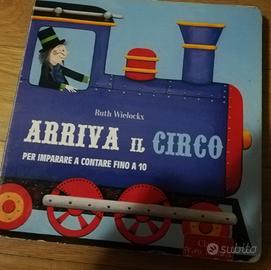 Ruth Wielockx
ARRIVA IL CIRCO
PER IMPARARE A CONTARE FINO A 10
subito